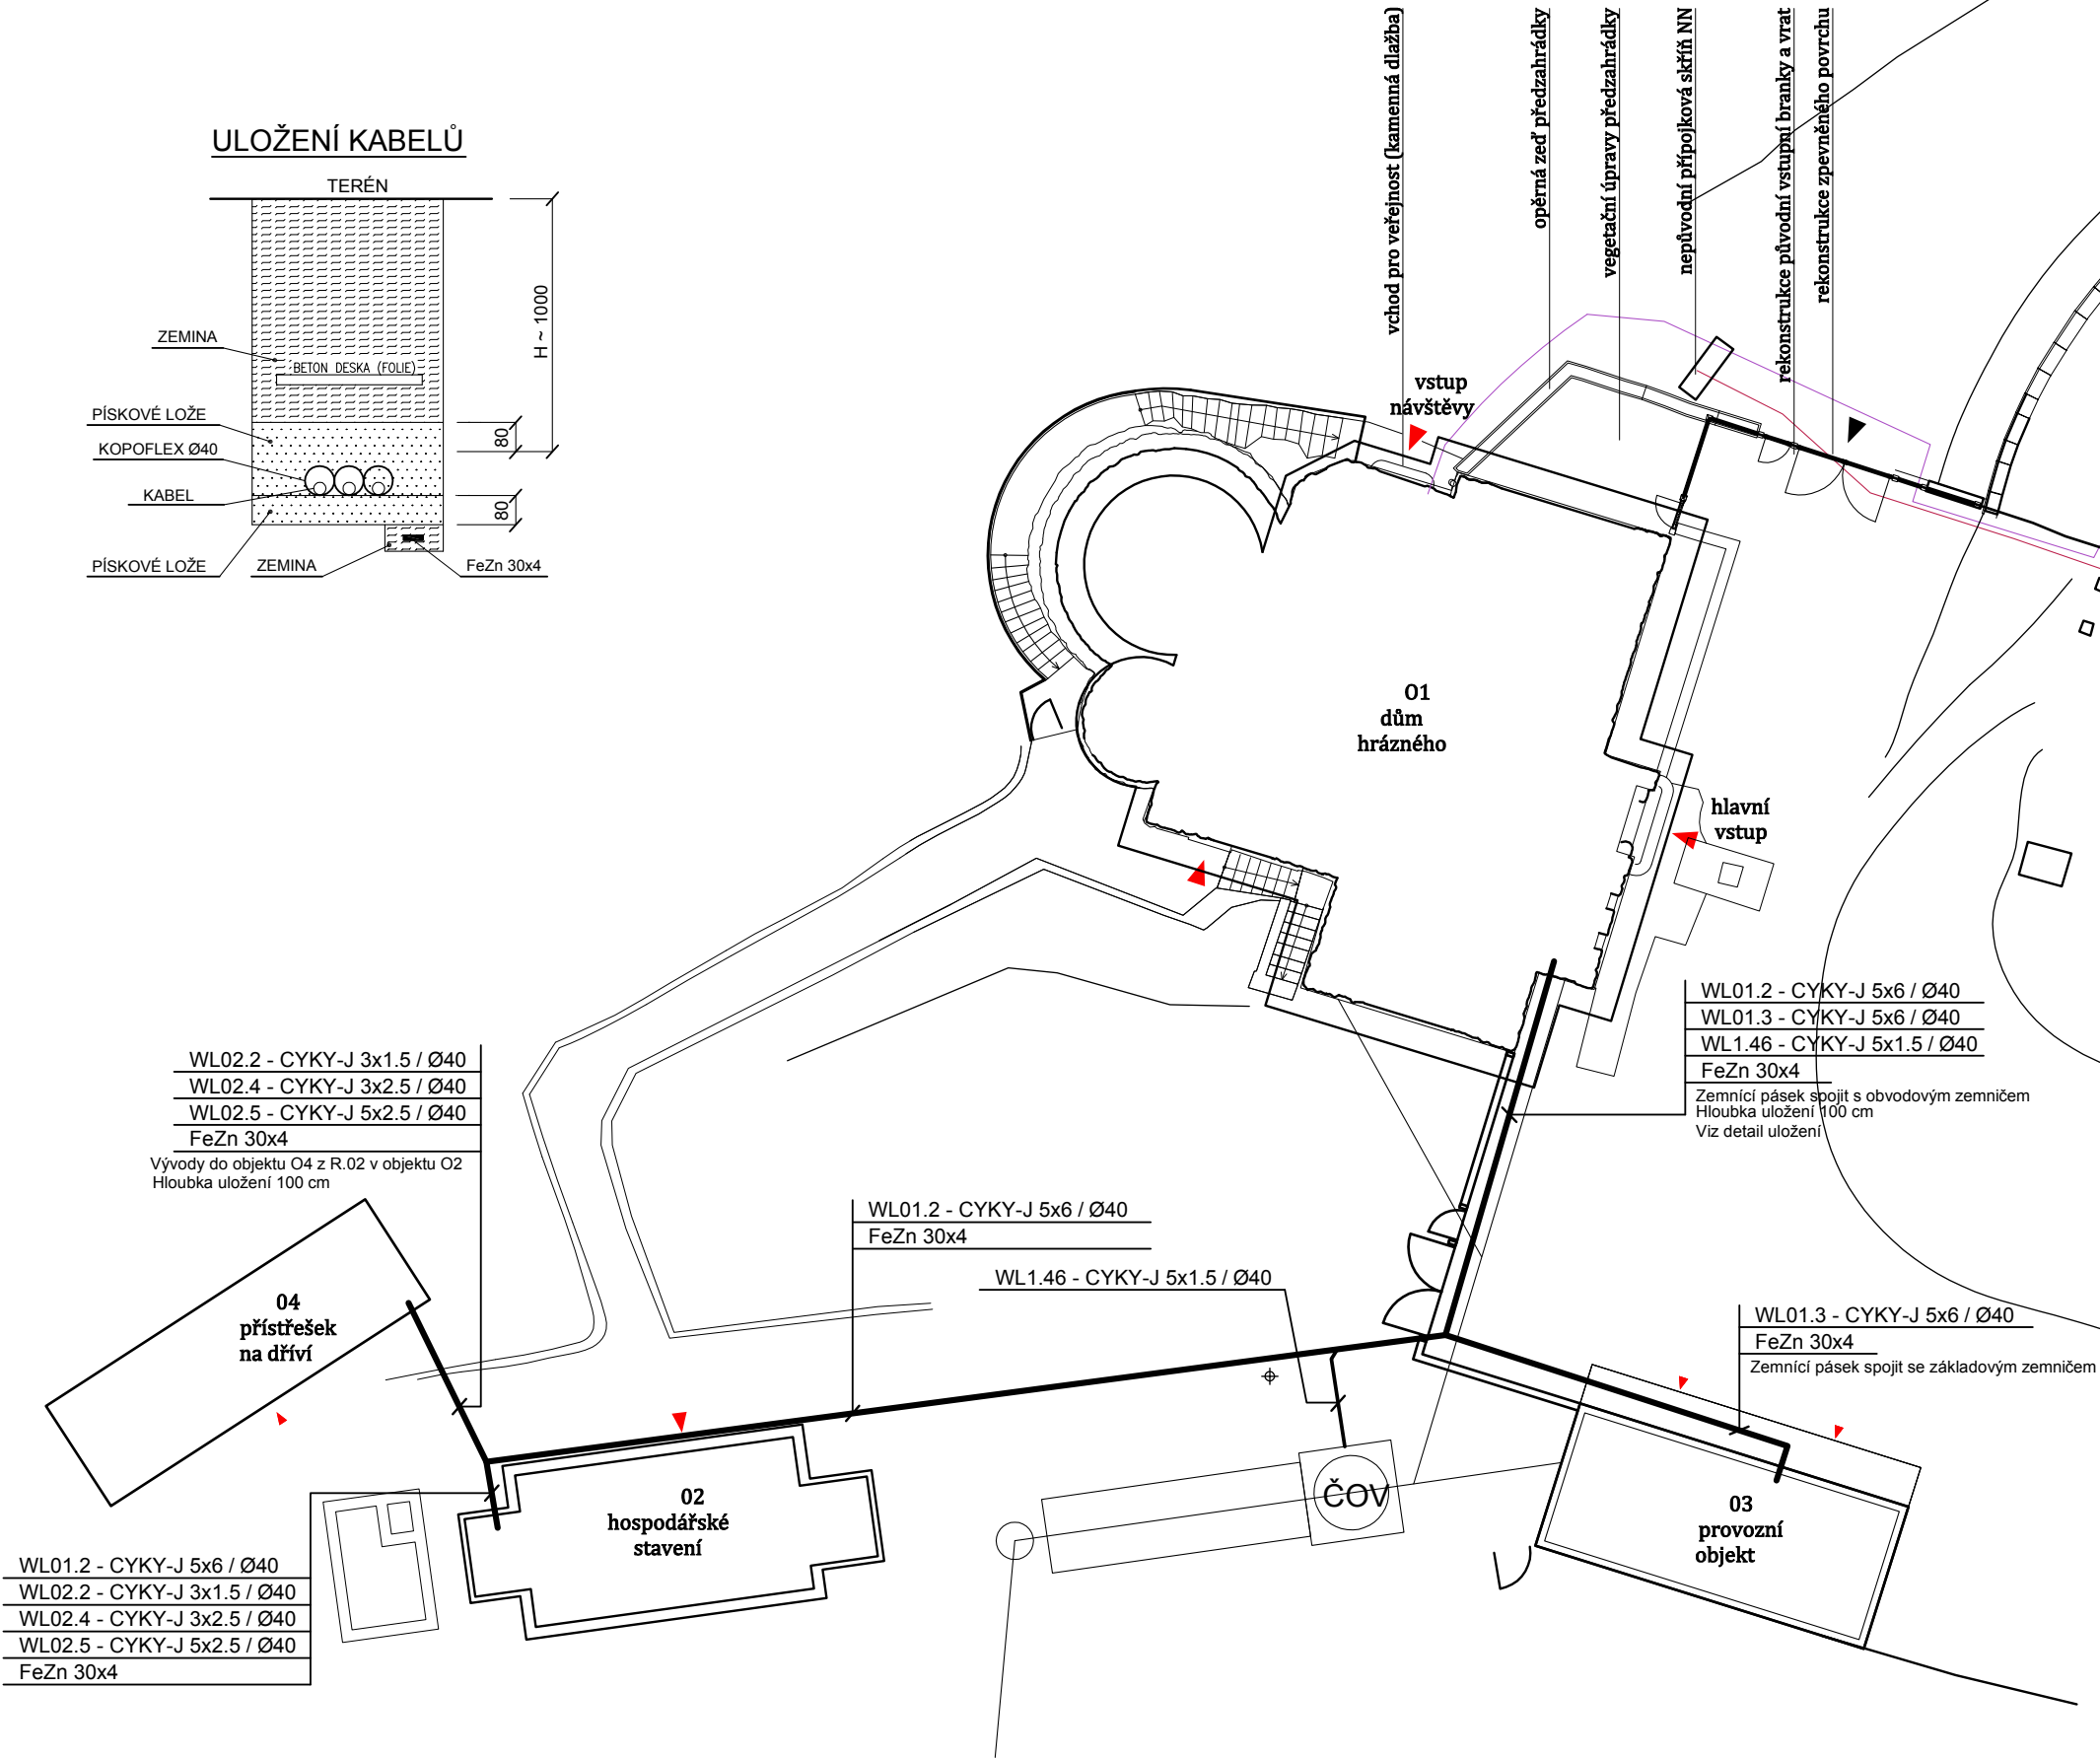 ULOŽENÍ KABELŮ
TERÉN
ZEMINA
BETON DESKA (FOLIE)
H ~ 1000
PÍSKOVÉ LOŽE
80
KOPOFLEX Ø40
KABEL
80
PÍSKOVÉ LOŽE
ZEMINA
FeZn 30x4
vchod pro veřejnost (kamenná dlažba)
opěrná zeď předzahrádky
vegetační úpravy předzahrádky
nepůvodní přípojková skříň NN
rekonstrukce původní vstupní branky a vrat
rekonstrukce zpevněného povrchu
vstup
návštěvy
O1
dům
hrázného
hlavní
vstup
WL01.2 - CYKY-J 5x6 / Ø40
WL01.3 - CYKY-J 5x6 / Ø40
WL1.46 - CYKY-J 5x1.5 / Ø40
FeZn 30x4
Zemnící pásek spojit s obvodovým zemničem
Hloubka uložení 100 cm
Viz detail uložení
WL02.2 - CYKY-J 3x1.5 / Ø40
WL02.4 - CYKY-J 3x2.5 / Ø40
WL02.5 - CYKY-J 5x2.5 / Ø40
FeZn 30x4
Vývody do objektu O4 z R.02 v objektu O2
Hloubka uložení 100 cm
WL01.2 - CYKY-J 5x6 / Ø40
FeZn 30x4
WL1.46 - CYKY-J 5x1.5 / Ø40
WL01.3 - CYKY-J 5x6 / Ø40
FeZn 30x4
Zemnící pásek spojit se základovým zemničem
04
přístřešek
na dříví
02
hospodářské
stavení
ČOV
03
provozní
objekt
WL01.2 - CYKY-J 5x6 / Ø40
WL02.2 - CYKY-J 3x1.5 / Ø40
WL02.4 - CYKY-J 3x2.5 / Ø40
WL02.5 - CYKY-J 5x2.5 / Ø40
FeZn 30x4